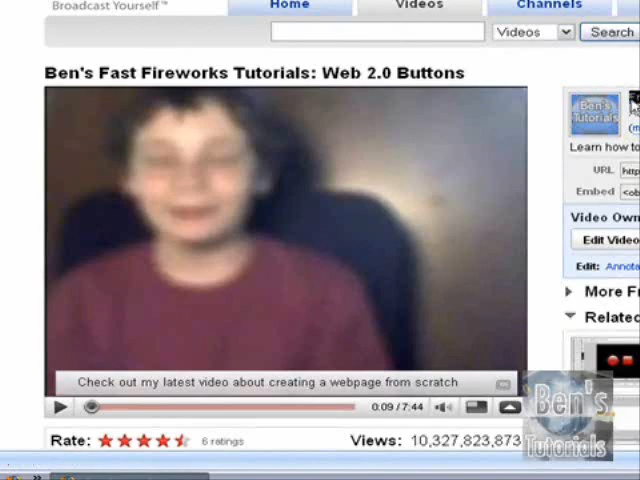 Broadcast Yourself™
Home
Videos
Channels
Videos
Search
Ben's Fast Fireworks Tutorials: Web 2.0 Buttons
Ben's
Tutorials
Learn how to
URL
Embed
Video Own
Edit Video
Edit: Annota
More Fr
Related
Check out my latest video about creating a webpage from scratch
0:09 / 7:44
Rate:
6 ratings
Views: 10,327,823,873
Ben's
Tutorials